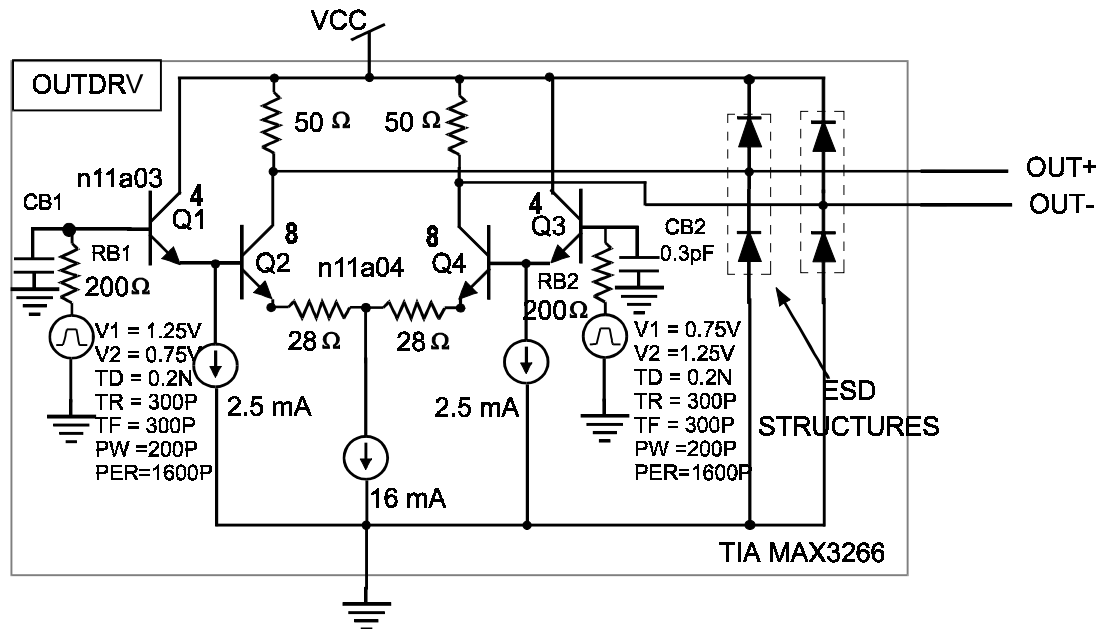 VCC
OUTDRV
50 Ω
50 Ω
n11a03
CB1
4
Q1
8
Q2
RB1
200Ω
n11a04
8
Q4
4
Q3
CB2
0.3pF
RB2
200Ω
OUT+
OUT-
28 Ω
28 Ω
V1 = 1.25V
V2 = 0.75V
TD = 0.2N
TR = 300P
TF = 300P
PW =200P
PER=1600P
2.5 mA
2.5 mA
16 mA
V1 = 0.75V
V2 =1.25V
TD = 0.2N
TR = 300P
TF = 300P
PW =200P
PER=1600P
ESD
STRUCTURES
TIA MAX3266